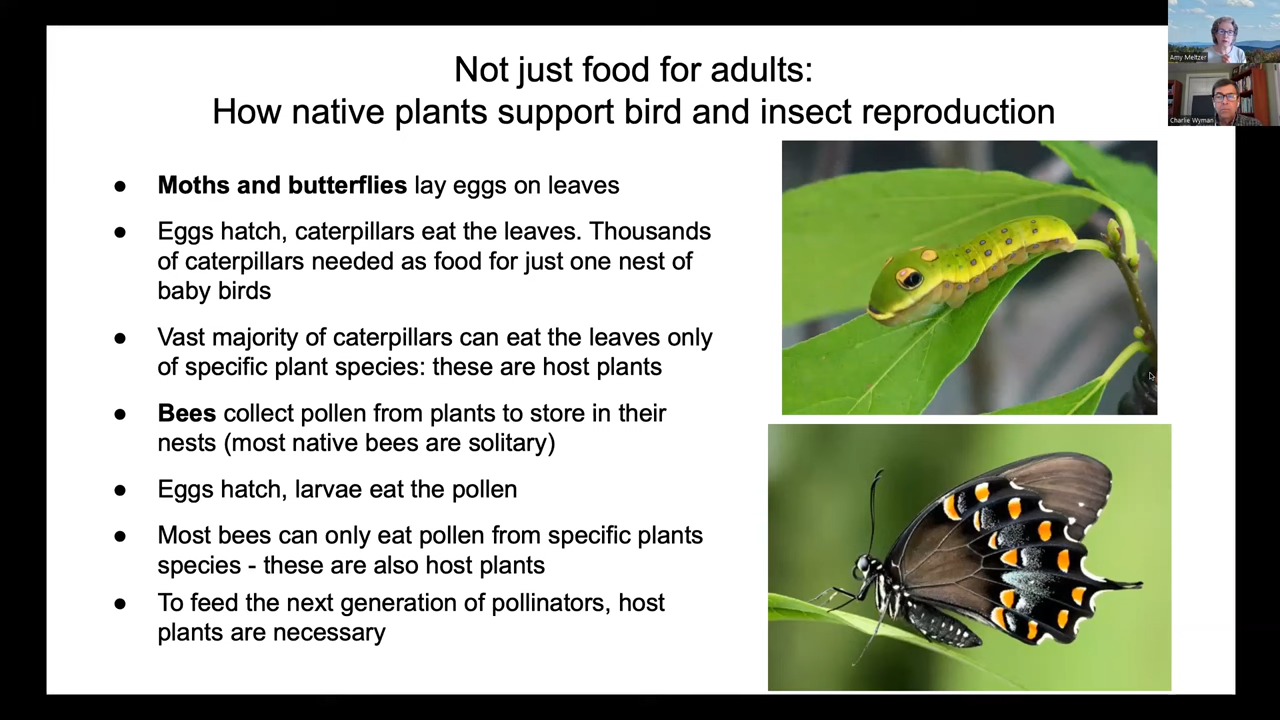 Not just food for adults:
How native plants support bird and insect reproduction
Amy Meltzer
Charlie Wyman
● Moths and butterflies lay eggs on leaves
● Eggs hatch, caterpillars eat the leaves. Thousands
of caterpillars needed as food for just one nest of
baby birds
● Vast majority of caterpillars can eat the leaves only
of specific plant species: these are host plants
● Bees collect pollen from plants to store in their
nests (most native bees are solitary)
● Eggs hatch, larvae eat the pollen
● Most bees can only eat pollen from specific plants
species - these are also host plants
● To feed the next generation of pollinators, host
plants are necessary